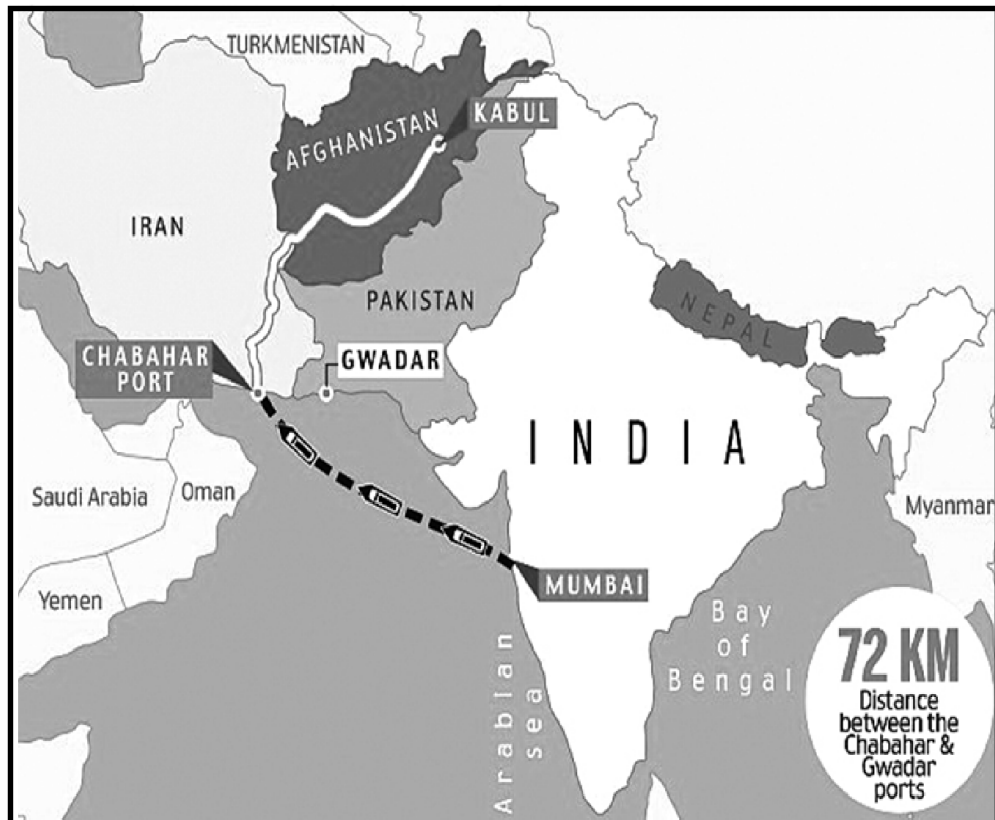 TURKMENISTAN
KABUL
AFGHANISTAN
IRAN
PAKISTAN
NEPAL
CHABAHAR
PORT
GWADAR
INDIA
Saudi Arabia
Oman
Myanmar
Yemen
MUMBAI
Arabian
sea
Bay
of
Bengal
72 KM
Distance
between the
Chabahar &
Gwadar
ports